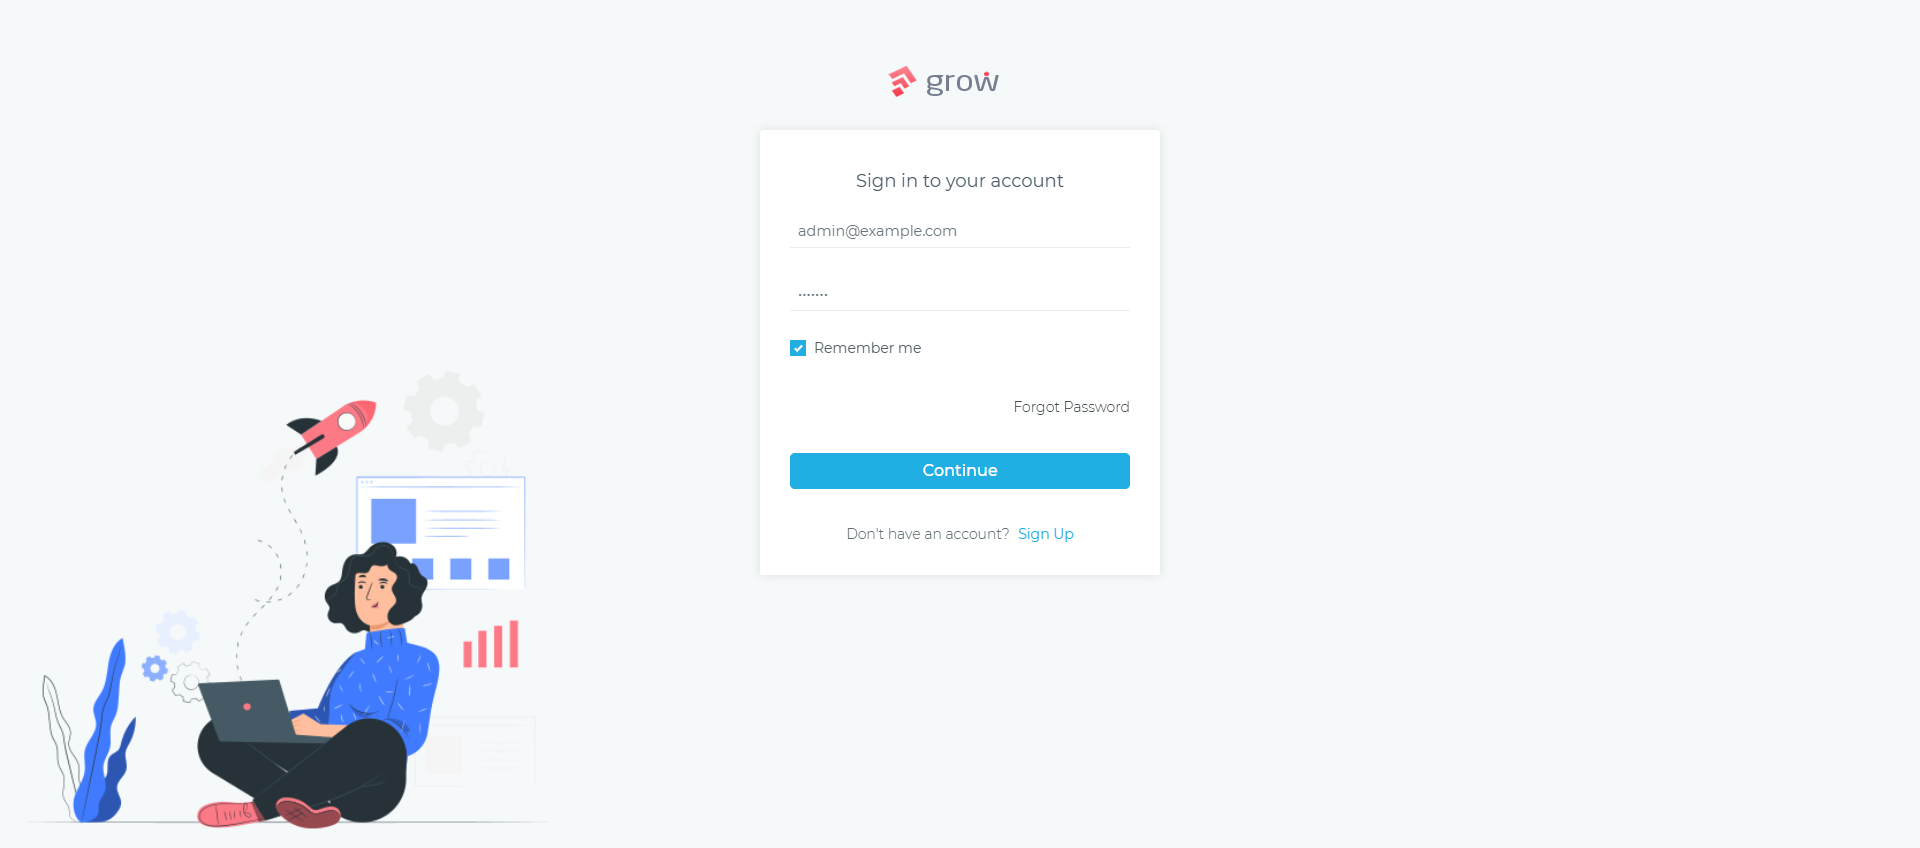 grow
Sign in to your account
admin@example.com
•••••••
Remember me
Forgot Password
Continue
Don't have an account? Sign Up